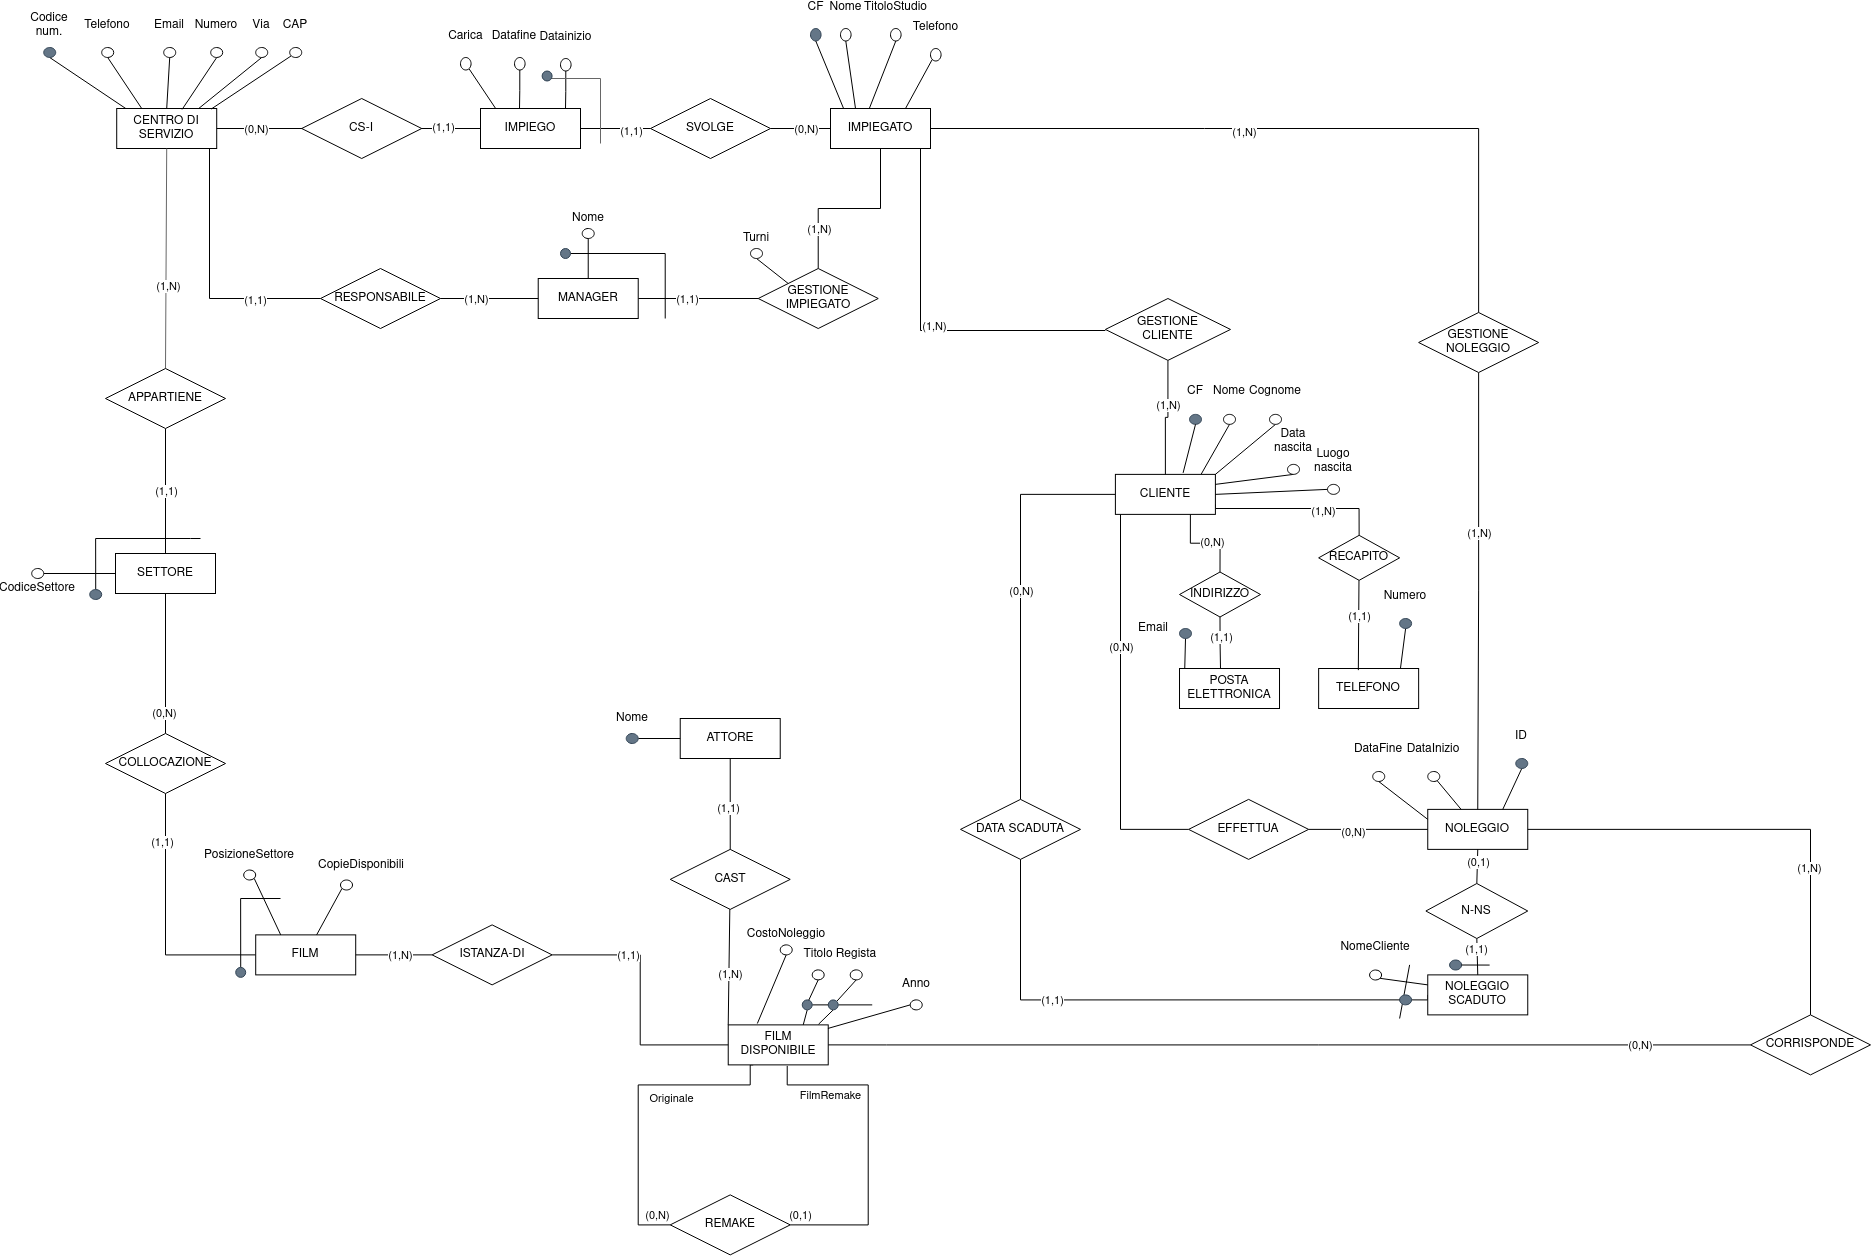 CF Nome TitoloStudio
Codice
num.
Telefono
Email
Numero
Via
CAP
Telefono
Carica
Datafine
Datainizio
CENTRO DI
SERVIZIO
(0,N)
CS-I
(1,1)
IMPIEGO
(1,1)
SVOLGE
(0,N)
IMPIEGATO
(1,N)
Nome
Turni
(1,N)
(1,N)
(1,1)
RESPONSABILE
(1,N)
MANAGER
(1,1)
GESTIONE
IMPIEGATO
(1,N)
GESTIONE
CLIENTE
GESTIONE
NOLEGGIO
APPARTIENE
(1,N)
CF
Nome
Cognome
Data
nascita
Luogo
nascita
(1,1)
CLIENTE
(1,N)
(1,N)
(0,N)
RECAPITO
SETTORE
CodiceSettore
(0,N)
INDIRIZZO
Numero
(1,1)
Email
(1,1)
(0,N)
POSTA
ELETTRONICA
TELEFONO
(0,N)
Nome
ATTORE
ID
DataFine
DataInizio
COLLOCAZIONE
(1,1)
DATA SCADUTA
EFFETTUA
(0,N)
NOLEGGIO
(1,1)
PosizioneSettore
CopieDisponibili
(0,1)
(1,N)
CAST
N-NS
CostoNoleggio
Titolo
Regista
NomeCliente
(1,1)
FILM
(1,N)
ISTANZA-DI
(1,1)
(1,N)
Anno
(1,1)
NOLEGGIO
SCADUTO
FILM
DISPONIBILE
(0,N)
CORRISPONDE
Originale
FilmRemake
(0,N)
REMAKE
(0,1)